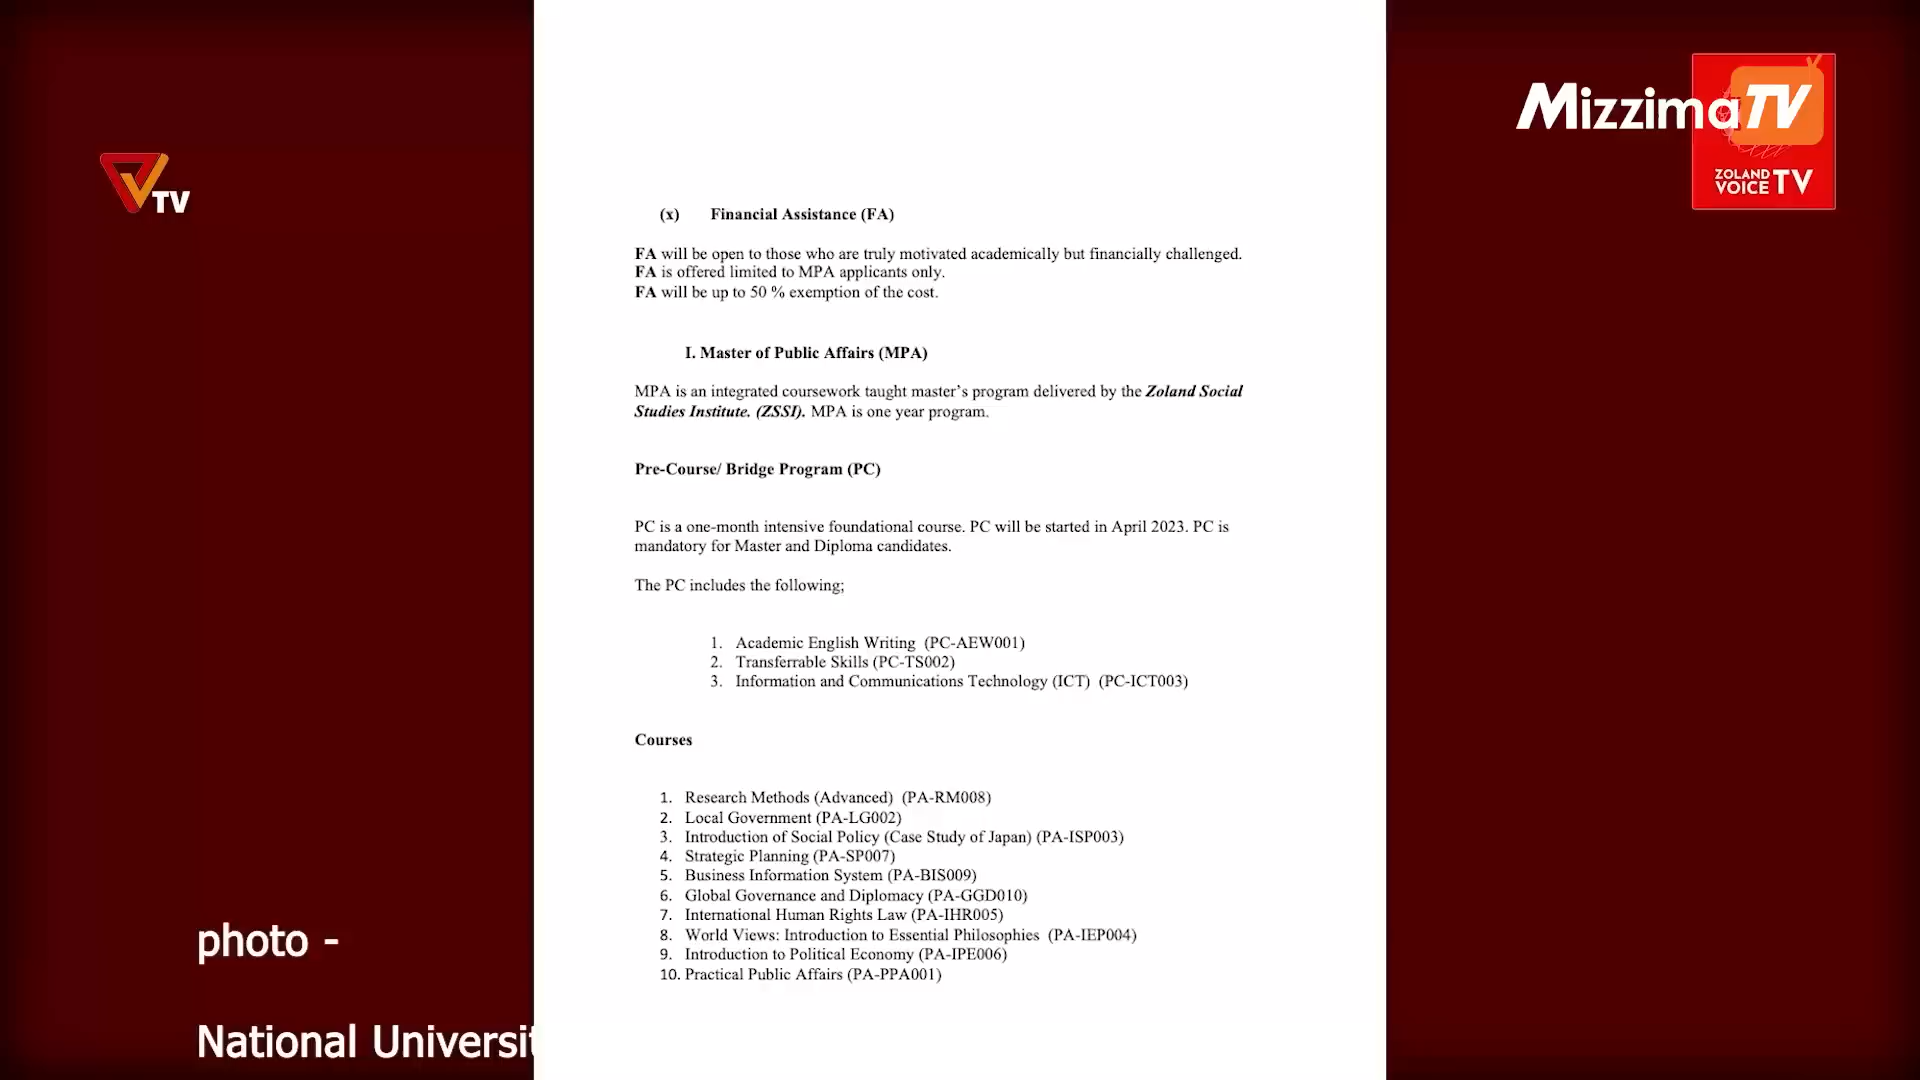 TV
MizzimaTV
ZOLAND
VOICE TV
(x) Financial Assistance (FA)
FA will be open to those who are truly motivated academically but financially challenged.
FA is offered limited to MPA applicants only.
FA will be up to 50 % exemption of the cost.
I. Master of Public Affairs (MPA)
MPA is an integrated coursework taught master’s program delivered by the Zoland Social
Studies Institute. (ZSSI). MPA is one year program.
Pre-Course/ Bridge Program (PC)
PC is a one-month intensive foundational course. PC will be started in April 2023. PC is
mandatory for Master and Diploma candidates.
The PC includes the following;
1. Academic English Writing (PC-AEW001)
2. Transferrable Skills (PC-TS002)
3. Information and Communications Technology (ICT) (PC-ICT003)
Courses
1. Research Methods (Advanced) (PA-RM008)
2. Local Government (PA-LG002)
3. Introduction of Social Policy (Case Study of Japan) (PA-ISP003)
4. Strategic Planning (PA-SP007)
5. Business Information System (PA-BIS009)
6. Global Governance and Diplomacy (PA-GGD010)
7. International Human Rights Law (PA-IHR005)
8. World Views: Introduction to Essential Philosophies (PA-IEP004)
9. Introduction to Political Economy (PA-IPE006)
10. Practical Public Affairs (PA-PPA001)
photo -
National Universit